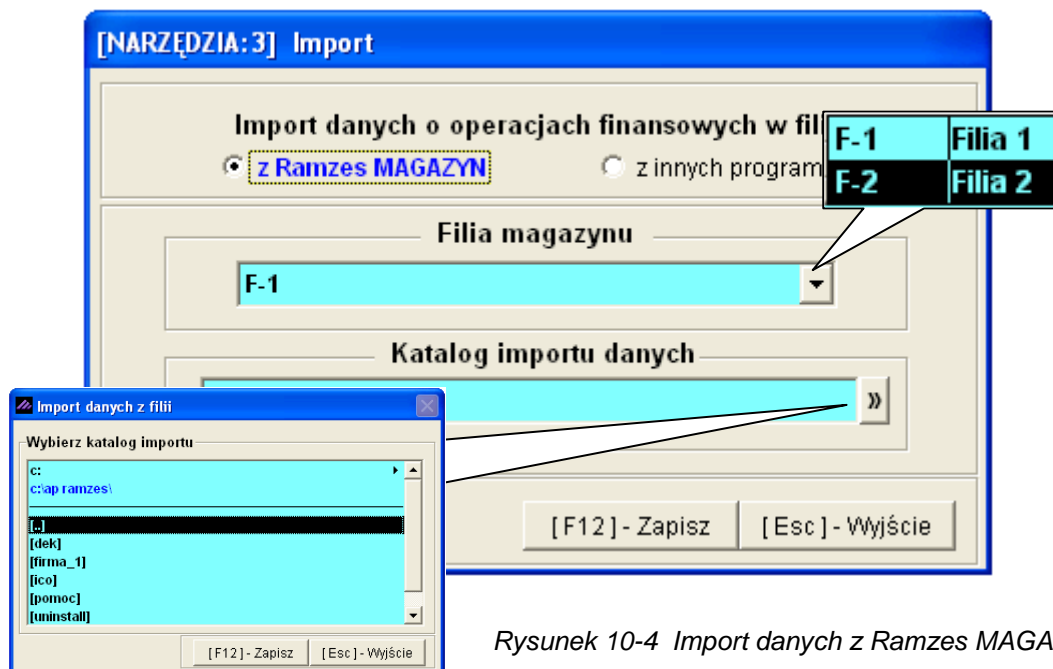 [NARZĘDZIA:3] Import
Import danych o operacjach finansowych w fil
z Ramzes MAGAZYN
z innych program
F-1 Filia 1
F-2 Filia 2
Filia magazynu
F-1
Katalog importu danych
»
Import danych z filii
Wybierz katalog importu
c:
c:\ap ramzes\
[..]
[dek]
[firma_1]
[ico]
[pomoc]
[uninstall]
[F12] - Zapisz [Esc] - Wyjście
[F12] - Zapisz [Esc] - Wyjście
Rysunek 10-4 Import danych z Ramzes MAGA